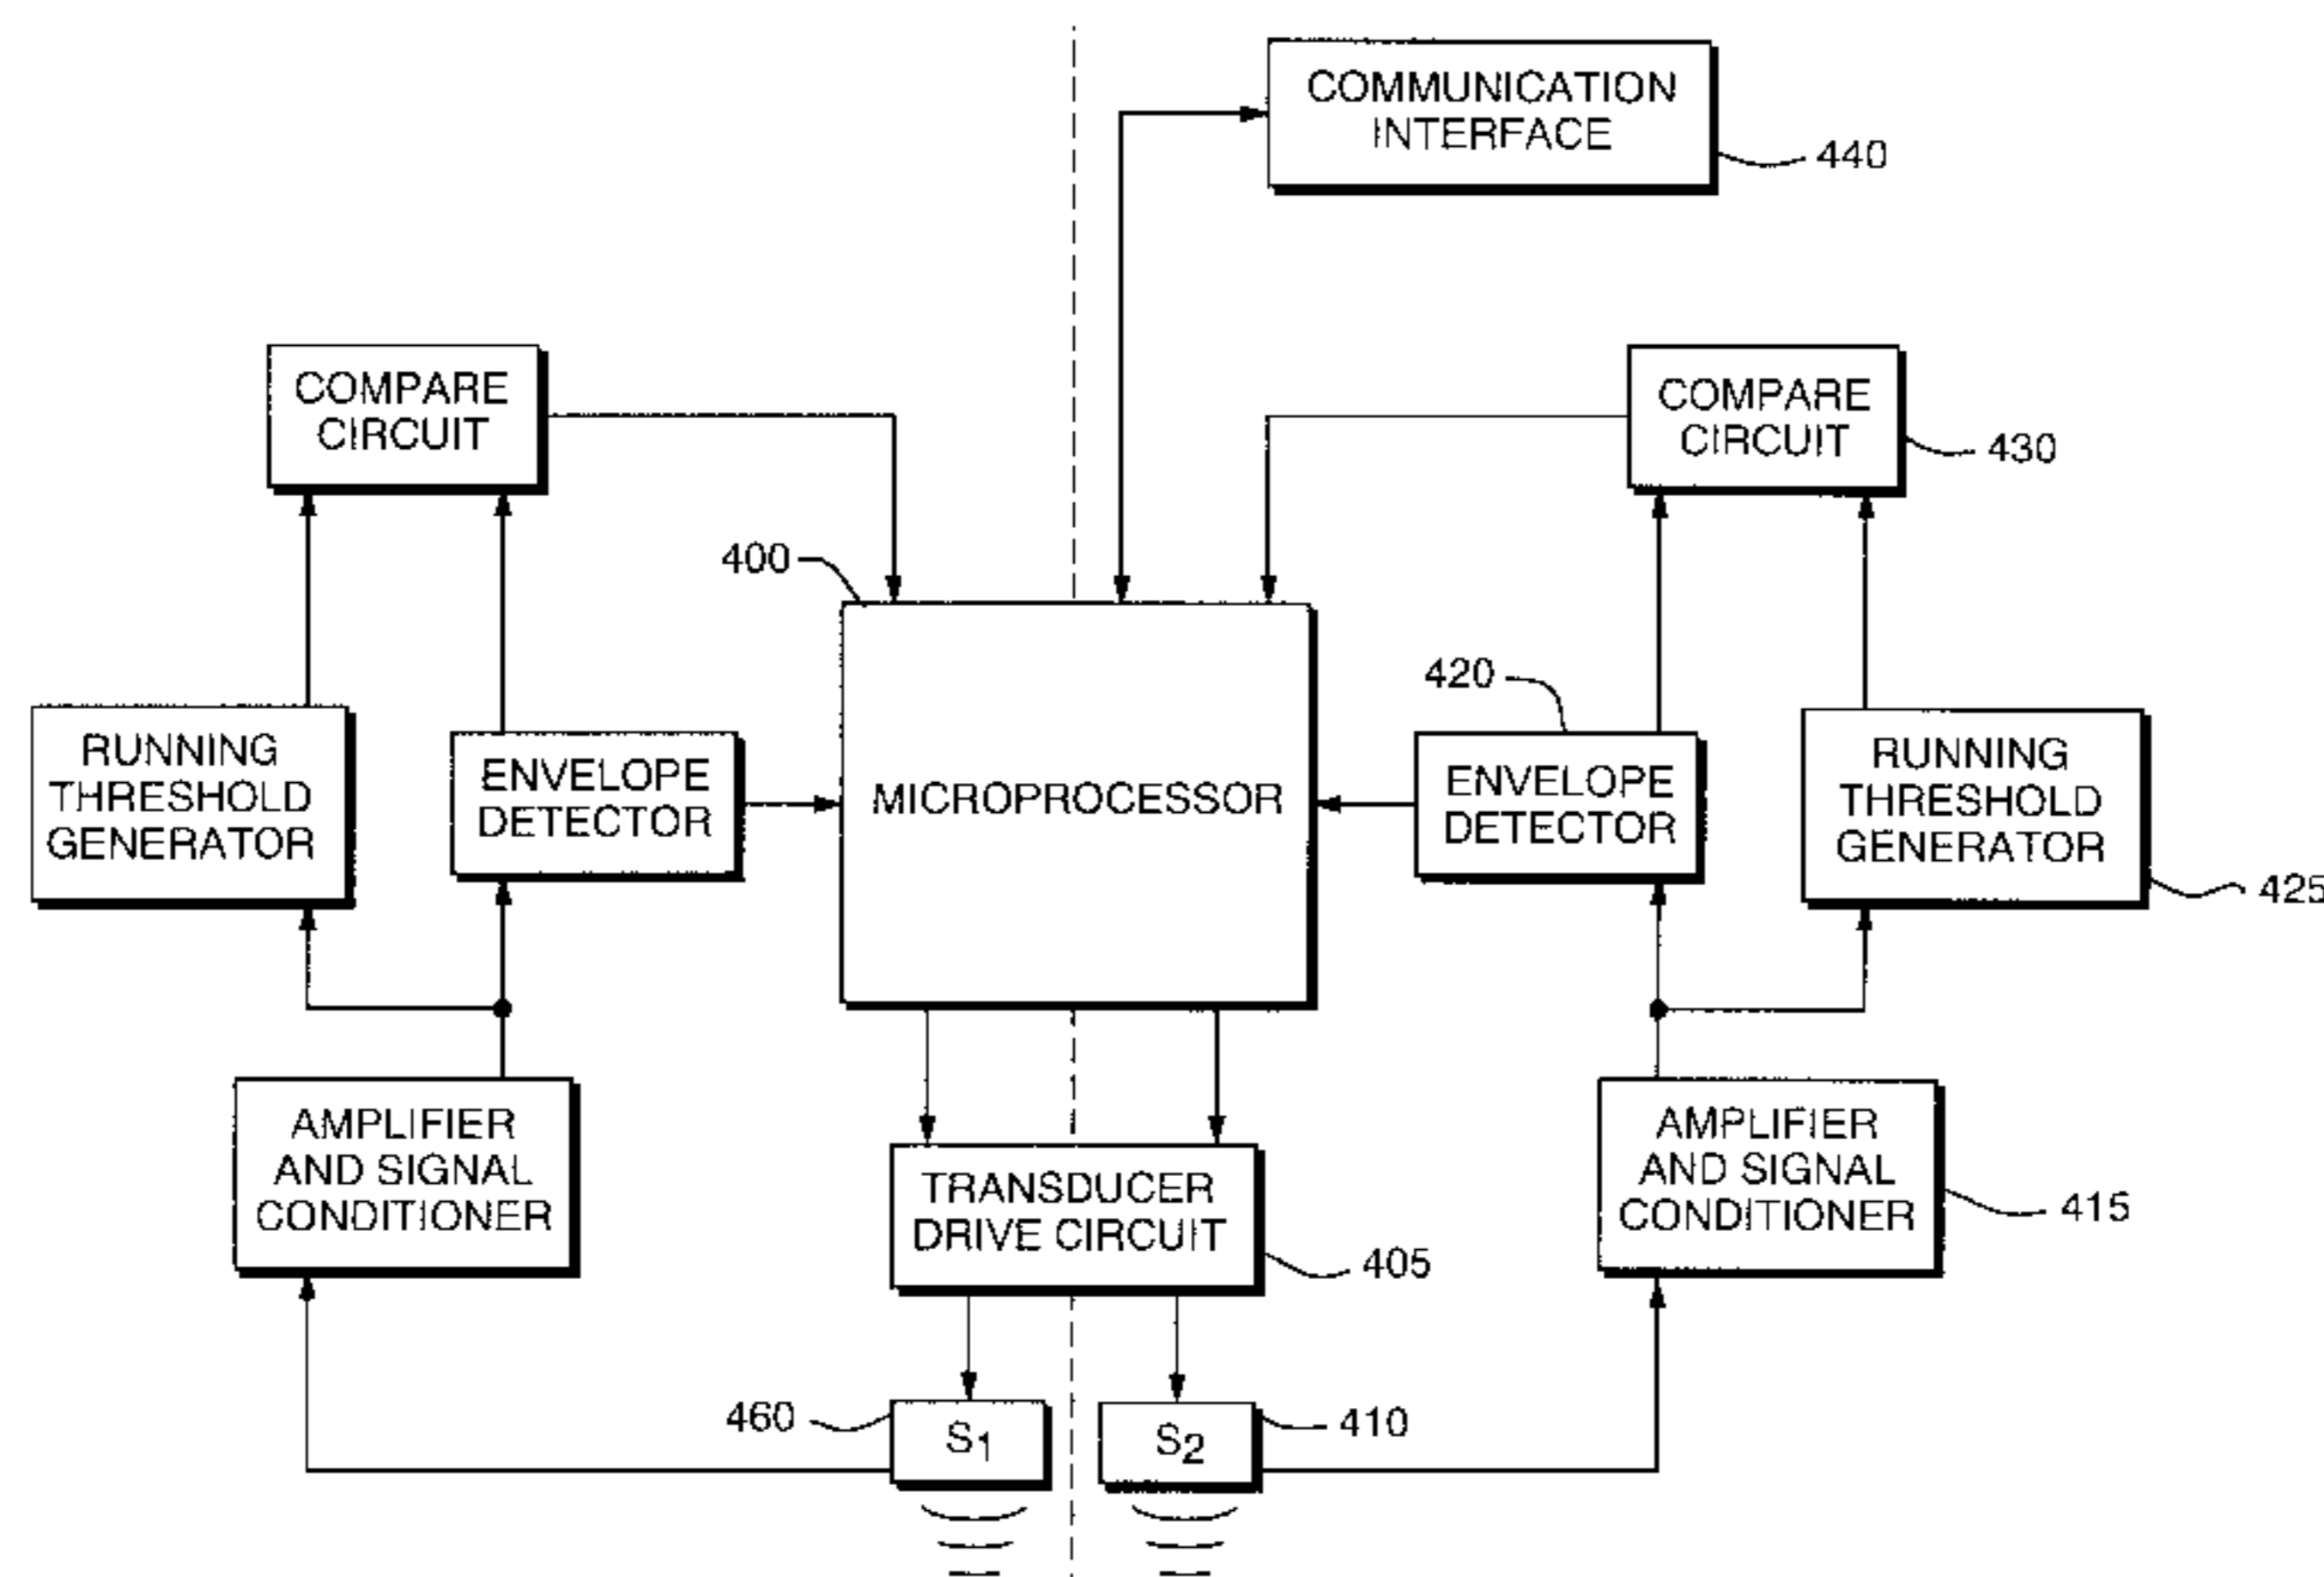 COMMUNICATION
INTERFACE
440
COMPARE
CIRCUIT
COMPARE
CIRCUIT
430
400
420
RUNNING
THRESHOLD
GENERATOR
ENVELOPE
DETECTOR
MICROPROCESSOR
ENVELOPE
DETECTOR
RUNNING
THRESHOLD
GENERATOR
425
AMPLIFIER
AND SIGNAL
CONDITIONER
TRANSDUCER
DRIVE CIRCUIT
405
AMPLIFIER
AND SIGNAL
CONDITIONER
415
460
S1
S2
410